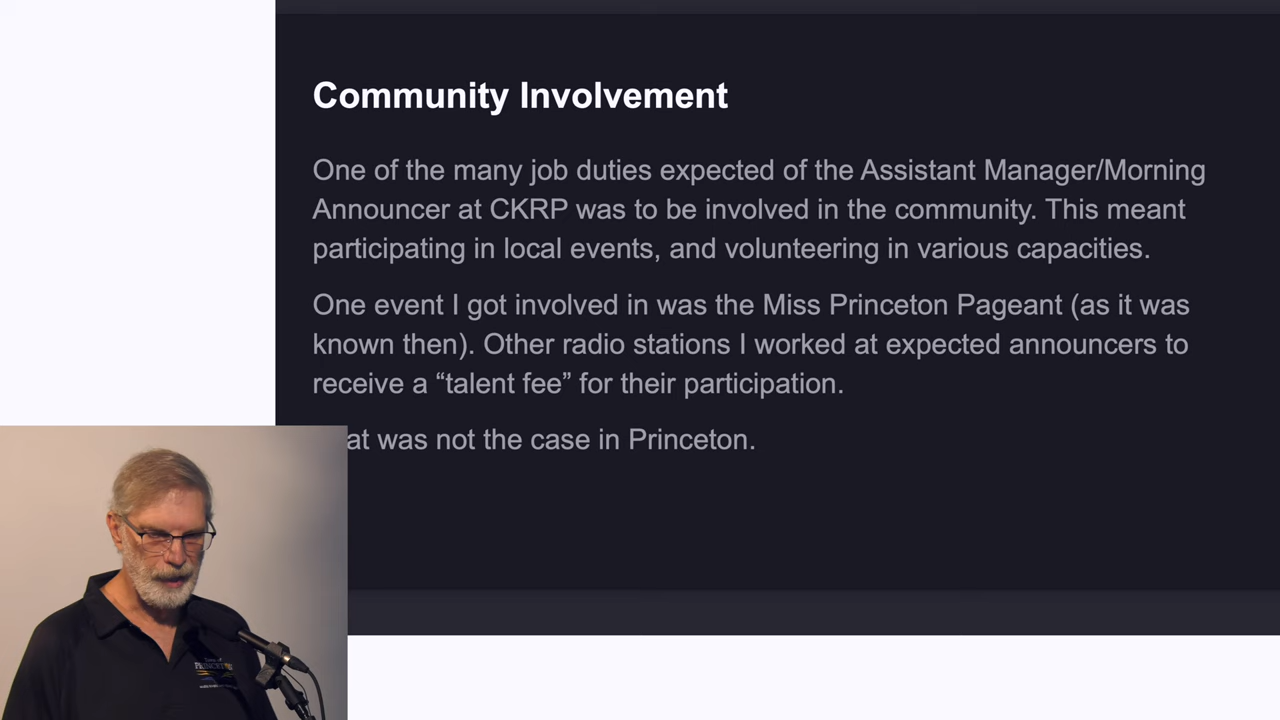 Community Involvement
One of the many job duties expected of the Assistant Manager/Morning
Announcer at CKRP was to be involved in the community. This meant
participating in local events, and volunteering in various capacities.
One event I got involved in was the Miss Princeton Pageant (as it was
known then). Other radio stations I worked at expected announcers to
receive a “talent fee” for their participation.
at was not the case in Princeton.
PRINCETON